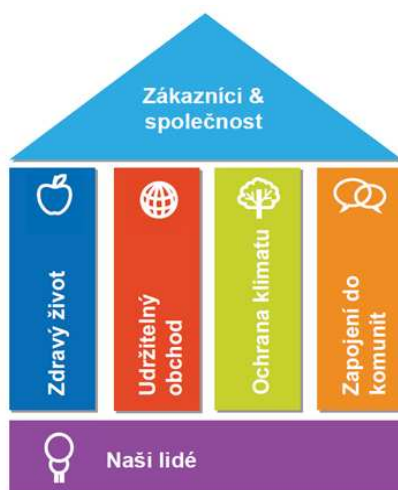 Zákazníci &
společnost
Zdravý život
Udržitelný
obchod
Ochrana klimatu
Zapojení do
komunit
Naši lidé